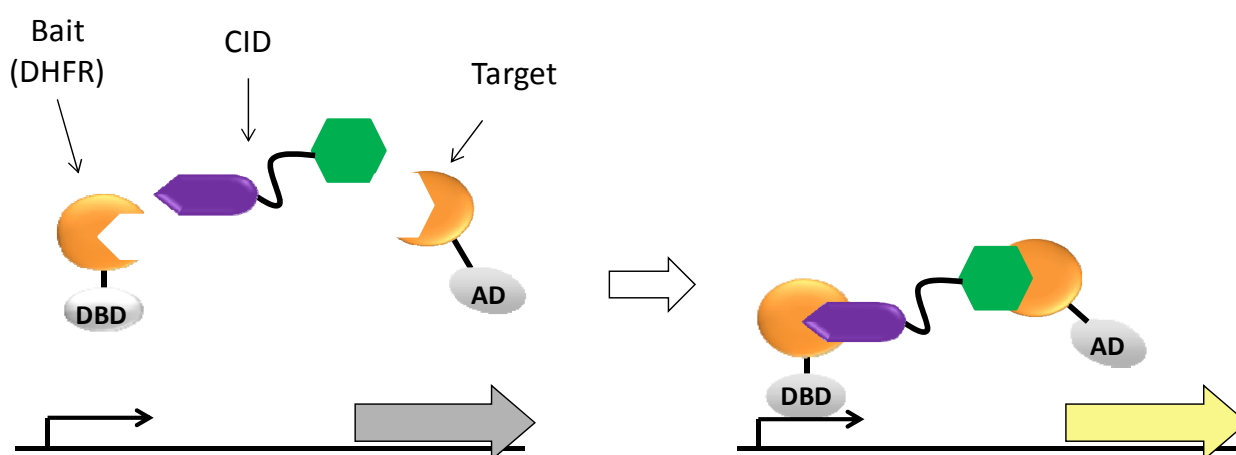 Bait
(DHFR)
CID
Target
DBD
AD
DBD
AD